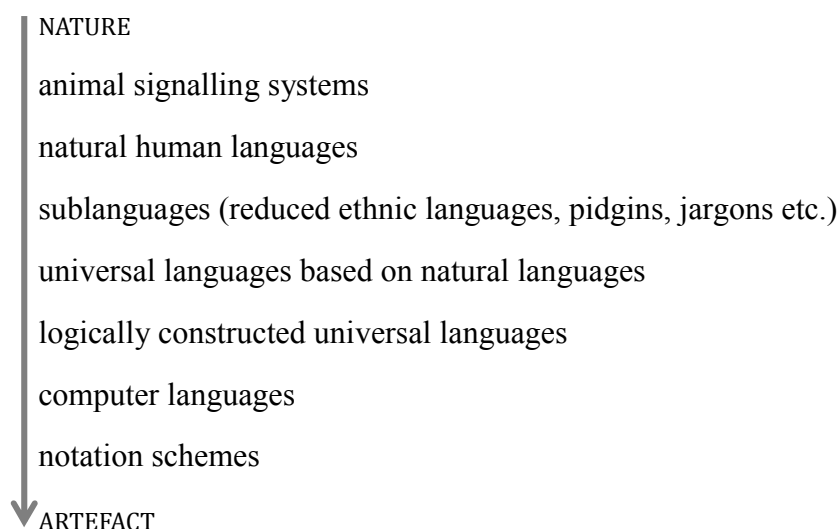 NATURE
animal signalling systems
natural human languages
sublanguages (reduced ethnic languages, pidgins, jargons etc.)
universal languages based on natural languages
logically constructed universal languages
computer languages
notation schemes
ARTEFACT